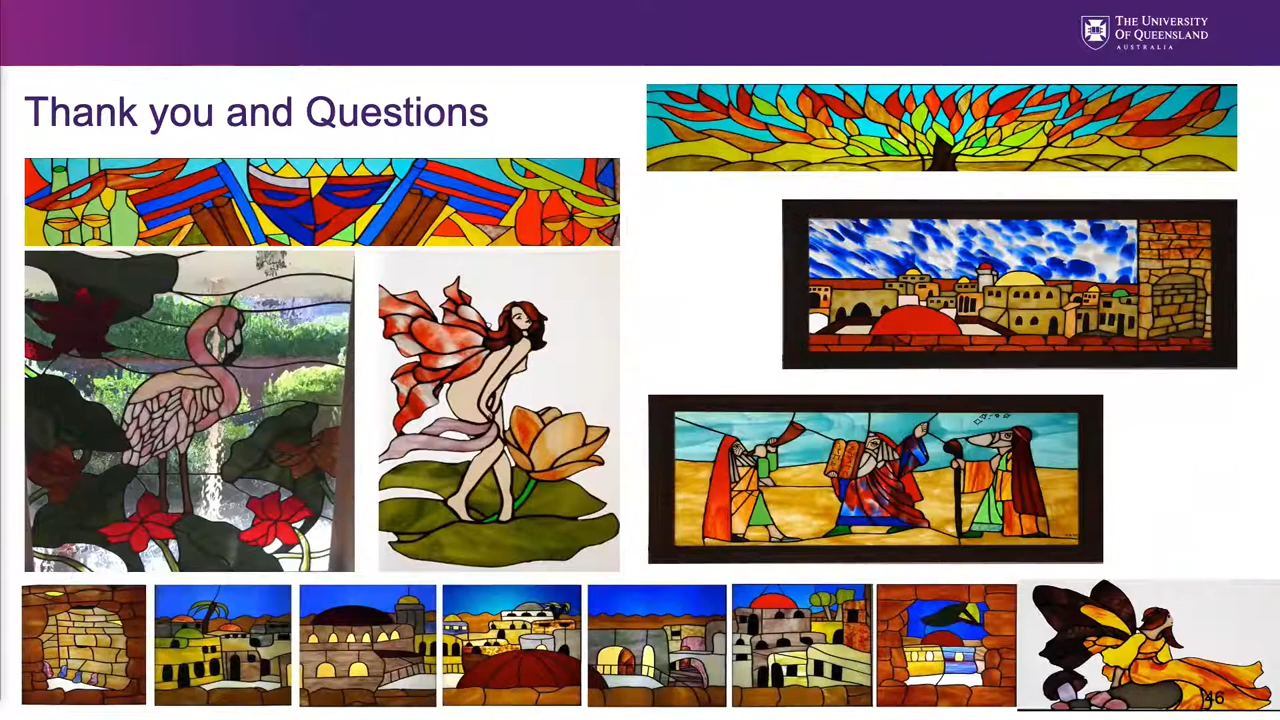 THE UNIVERSITY
OF QUEENSLAND
AUSTRALIA
Thank you and Questions
46